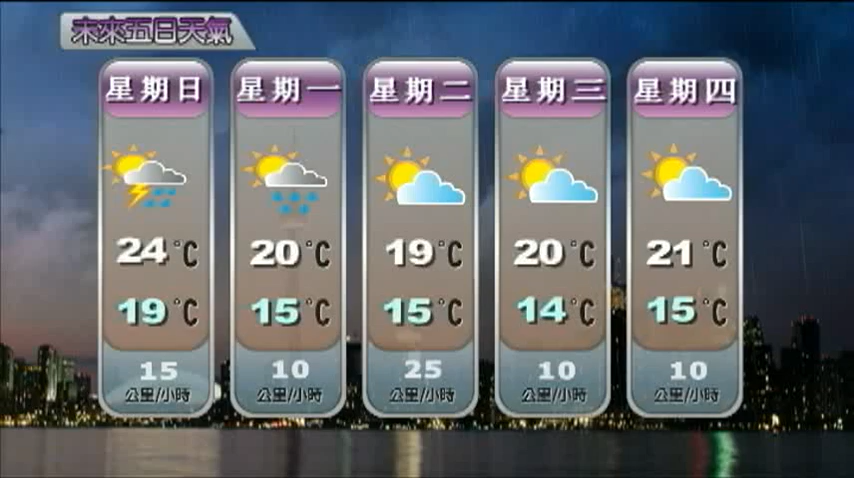 未來五日天氣
星期日 星期一 星期二 星期三 星期四
24°C 20°C 19°C 20°C 21°C
19°C 15°C 15°C 14°C 15°C
15 10 25 10 10
公里/小時 公里/小時 公里/小時 公里/小時 公里/小時